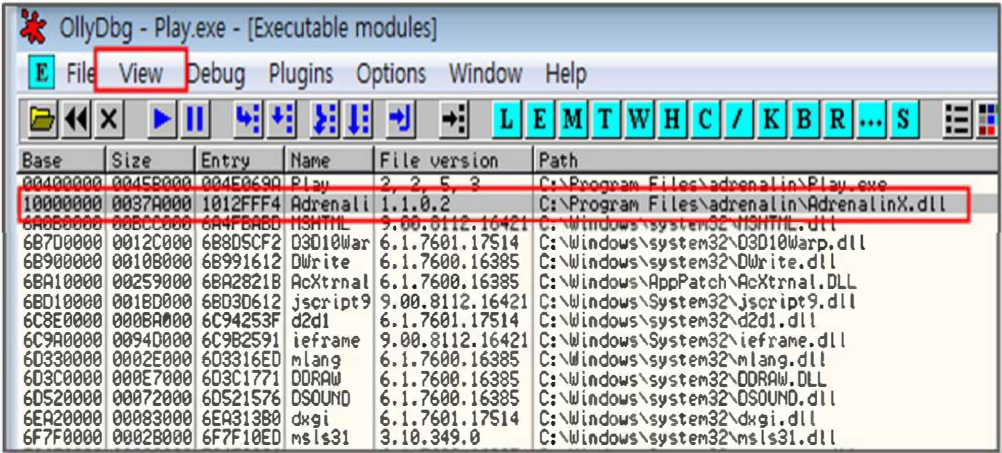 OllyDbg - Play.exe - [Executable modules]
E File View Debug Plugins Options Window Help
L E M T W H C / K B R ... S
Base Size Entry Name File version Path
00400000 0045B000 004E069A Play 2, 2, 5, 3 C:\Program Files\adrenalin\Play.exe
10000000 0037A000 1012FFF4 Adrenali 1.1.0.2 C:\Program Files\adrenalin\AdrenalinX.dll
6A0B0000 00BCC000 6A4FBABD MSHTML 9.00.8112.16421 C:\Windows\system32\MSHTML.dll
6B7D0000 0012C000 6B8D5CF2 D3D10War 6.1.7601.17514 C:\Windows\system32\D3D10Warp.dll
6B900000 0010B000 6B991612 DWrite 6.1.7600.16385 C:\Windows\system32\DWrite.dll
6BA10000 00259000 6BA2821B AcXtrnal 6.1.7600.16385 C:\Windows\AppPatch\AcXtrnal.DLL
6BD10000 001BD000 6BD3D612 jscript9 9.00.8112.16421 C:\Windows\system32\jscript9.dll
6C8E0000 000BA000 6C94253F d2d1 6.1.7601.17514 C:\Windows\system32\d2d1.dll
6C9A0000 0094D000 6C9B2591 ieframe 9.00.8112.16421 C:\Windows\system32\ieframe.dll
6D330000 0002E000 6D3316ED mlang 6.1.7600.16385 C:\Windows\system32\mlang.dll
6D3C0000 000E7000 6D3C1771 DDRAW 6.1.7600.16385 C:\Windows\system32\DDRAW.DLL
6D520000 00072000 6D521576 DSOUND 6.1.7600.16385 C:\Windows\system32\DSOUND.dll
6EA20000 00083000 6EA313B0 dxgi 6.1.7601.17514 C:\Windows\system32\dxgi.dll
6F7F0000 0002B000 6F7F10ED msls31 3.10.349.0 C:\Windows\system32\msls31.dll